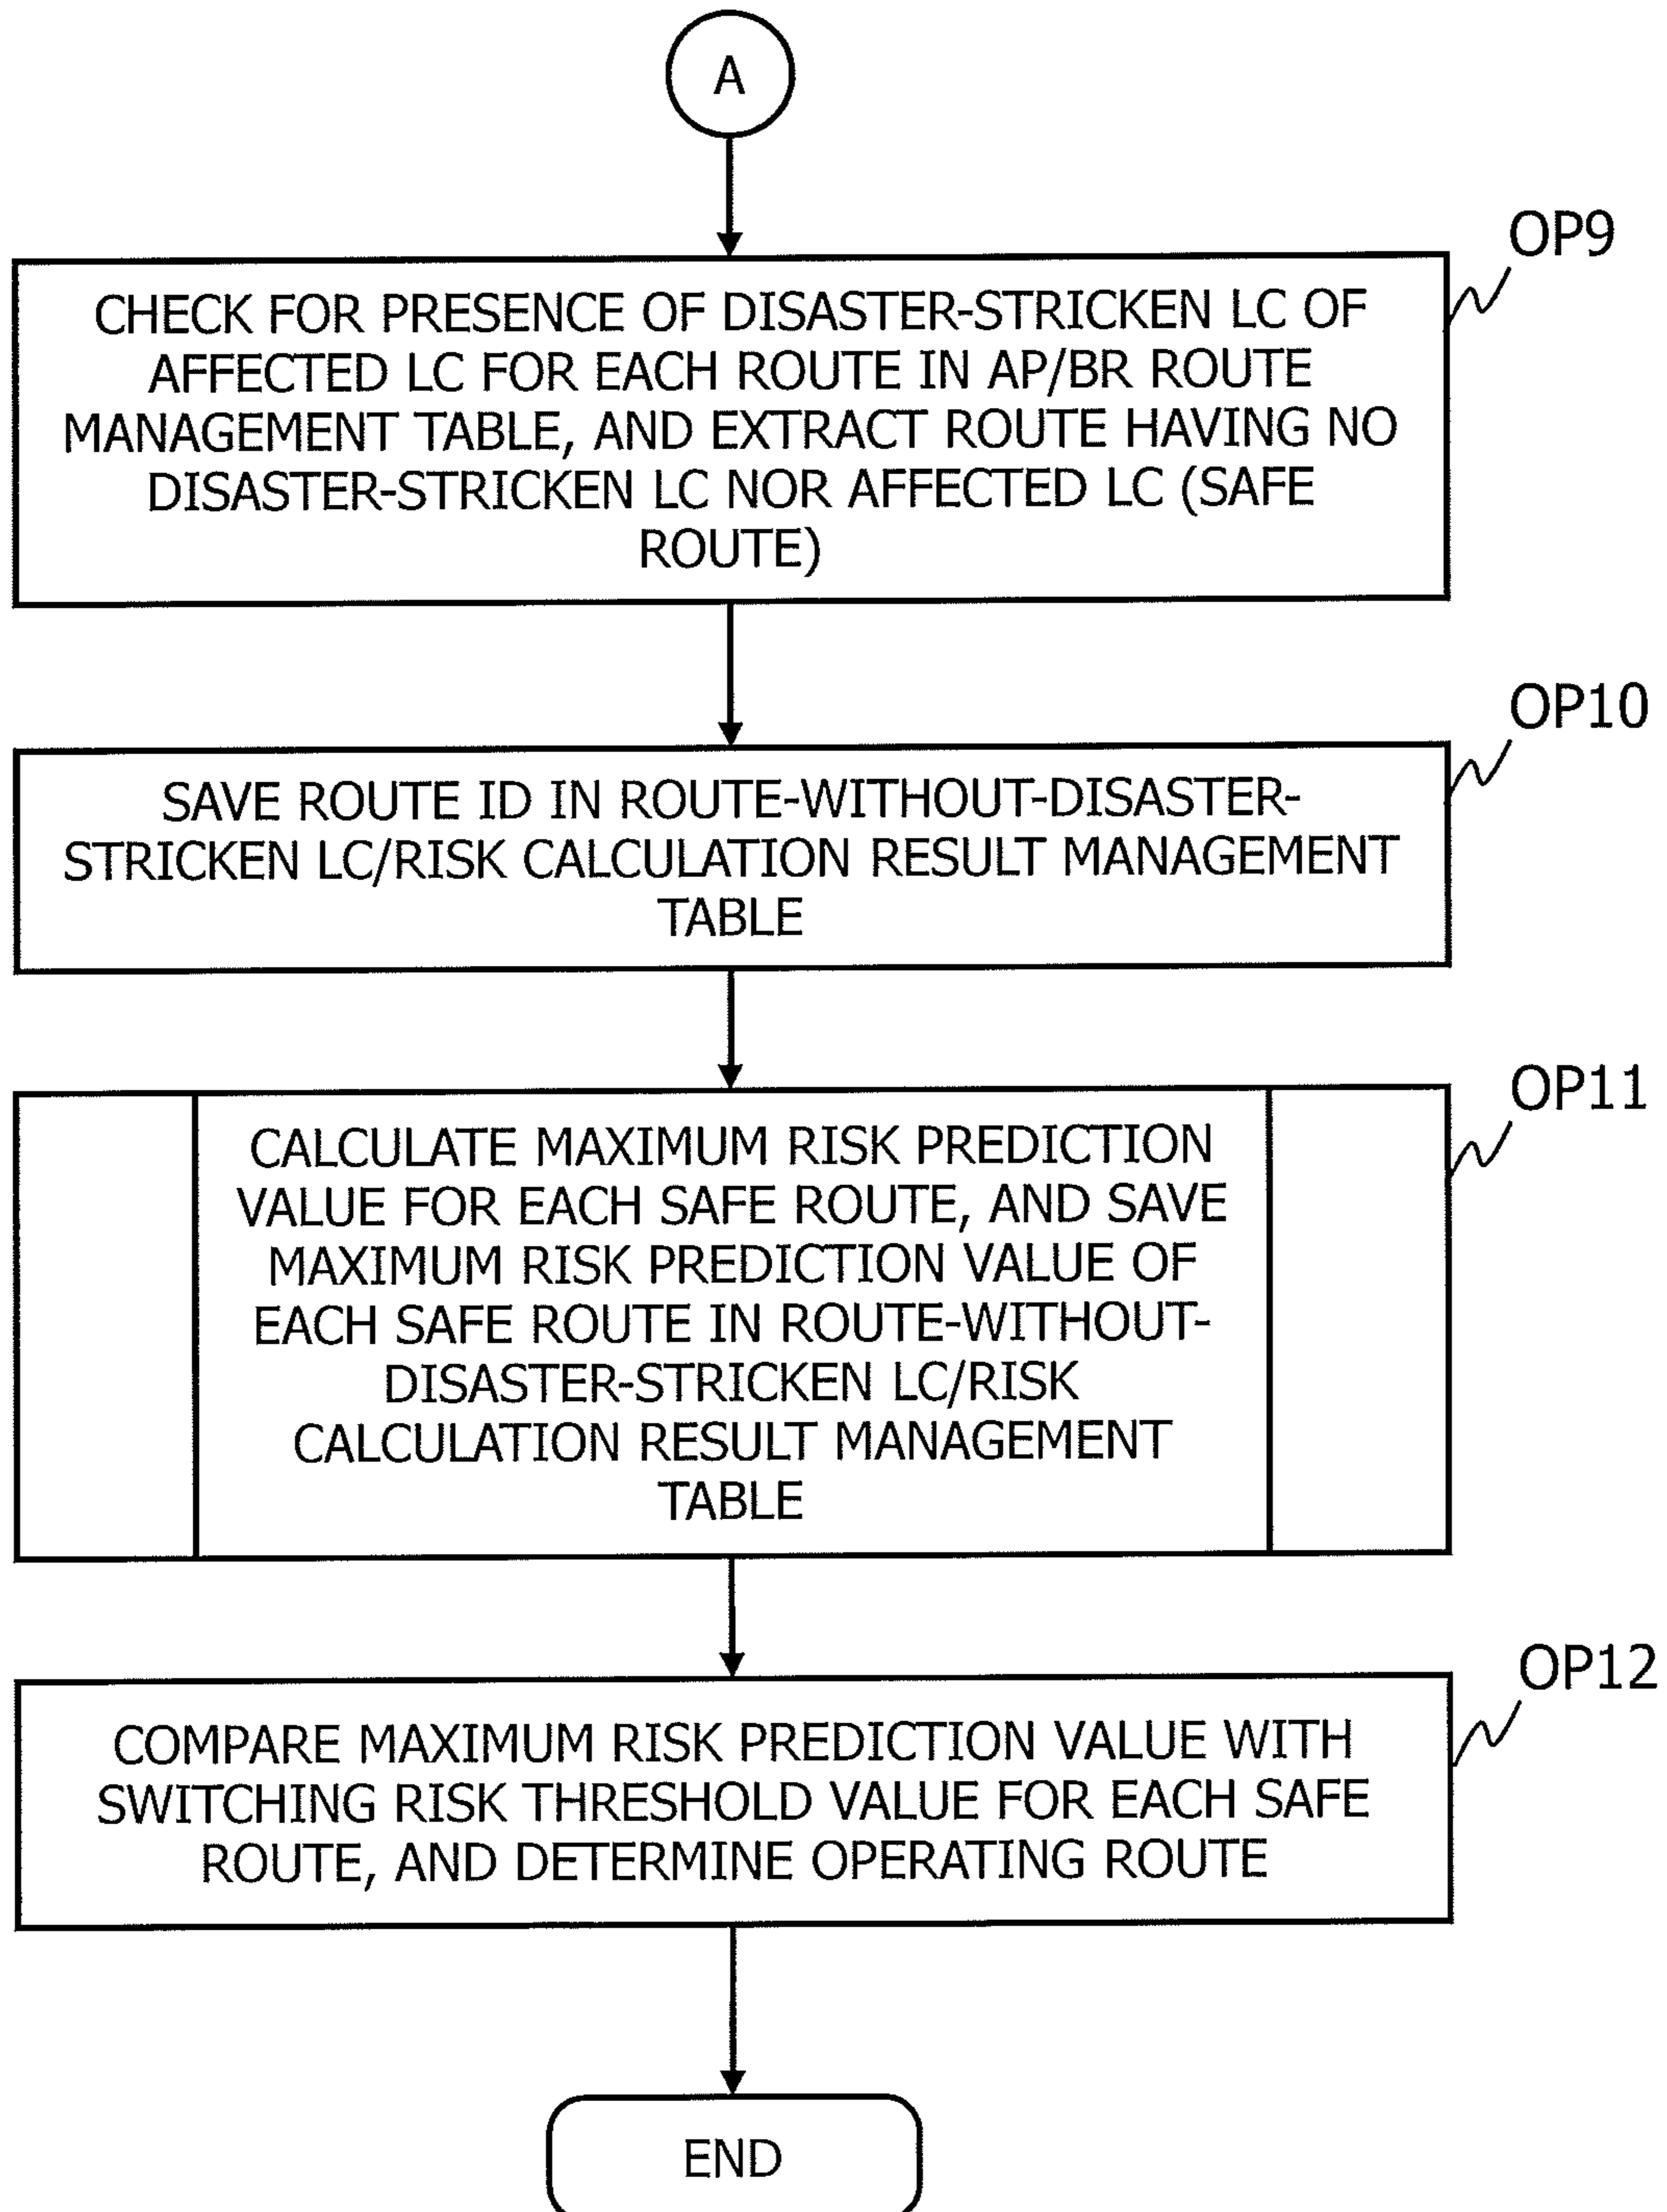 A
OP9
CHECK FOR PRESENCE OF DISASTER-STRICKEN LC OF
AFFECTED LC FOR EACH ROUTE IN AP/BR ROUTE
MANAGEMENT TABLE, AND EXTRACT ROUTE HAVING NO
DISASTER-STRICKEN LC NOR AFFECTED LC (SAFE
ROUTE)
OP10
SAVE ROUTE ID IN ROUTE-WITHOUT-DISASTER-
STRICKEN LC/RISK CALCULATION RESULT MANAGEMENT
TABLE
OP11
CALCULATE MAXIMUM RISK PREDICTION
VALUE FOR EACH SAFE ROUTE, AND SAVE
MAXIMUM RISK PREDICTION VALUE OF
EACH SAFE ROUTE IN ROUTE-WITHOUT-
DISASTER-STRICKEN LC/RISK
CALCULATION RESULT MANAGEMENT
TABLE
OP12
COMPARE MAXIMUM RISK PREDICTION VALUE WITH
SWITCHING RISK THRESHOLD VALUE FOR EACH SAFE
ROUTE, AND DETERMINE OPERATING ROUTE
END